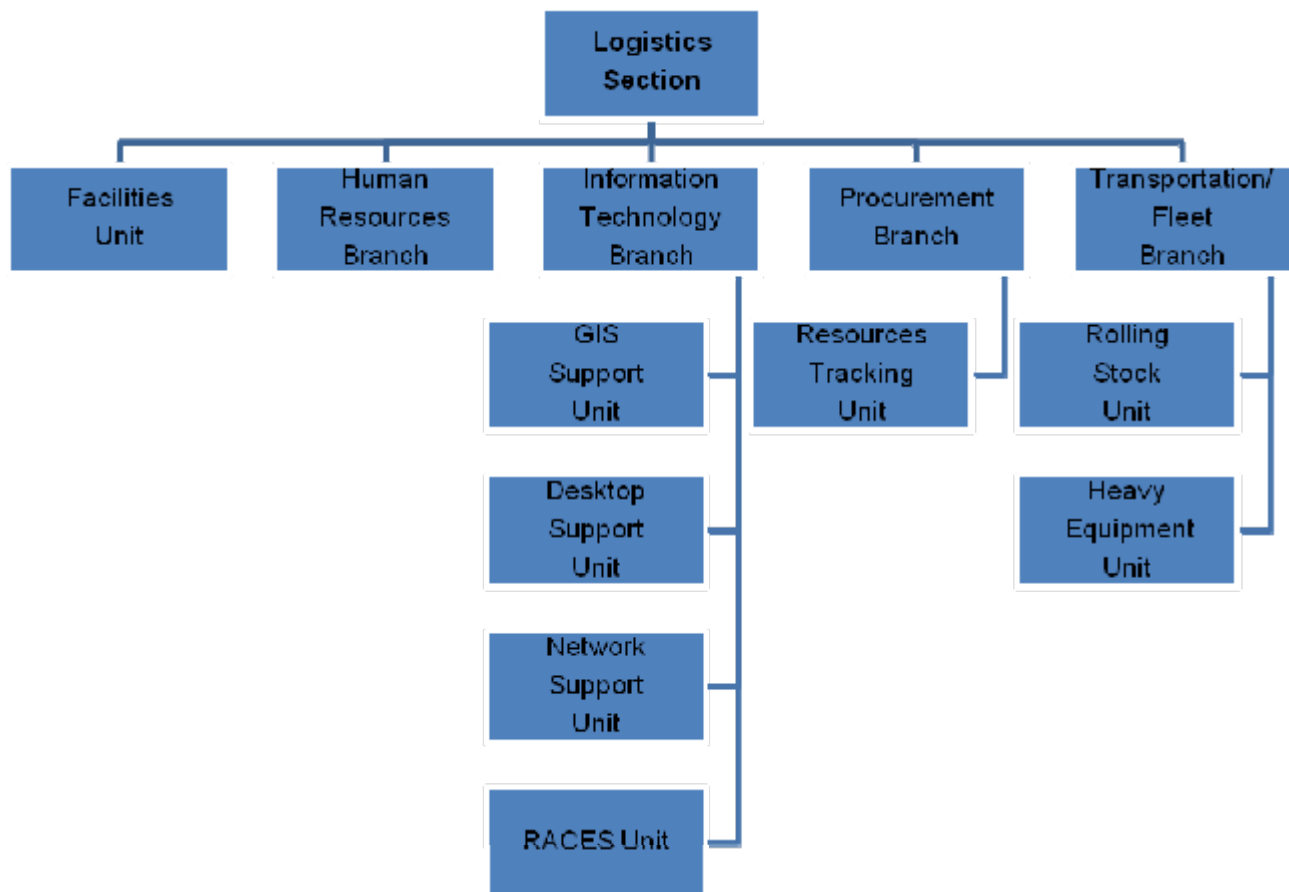 Logistics
Section
Facilities
Unit
Human
Resources
Branch
Information
Technology
Branch
Procurement
Branch
Transportation/
Fleet
Branch
GIS
Support
Unit
Resources
Tracking
Unit
Rolling
Stock
Unit
Desktop
Support
Unit
Heavy
Equipment
Unit
Network
Support
Unit
RACES Unit